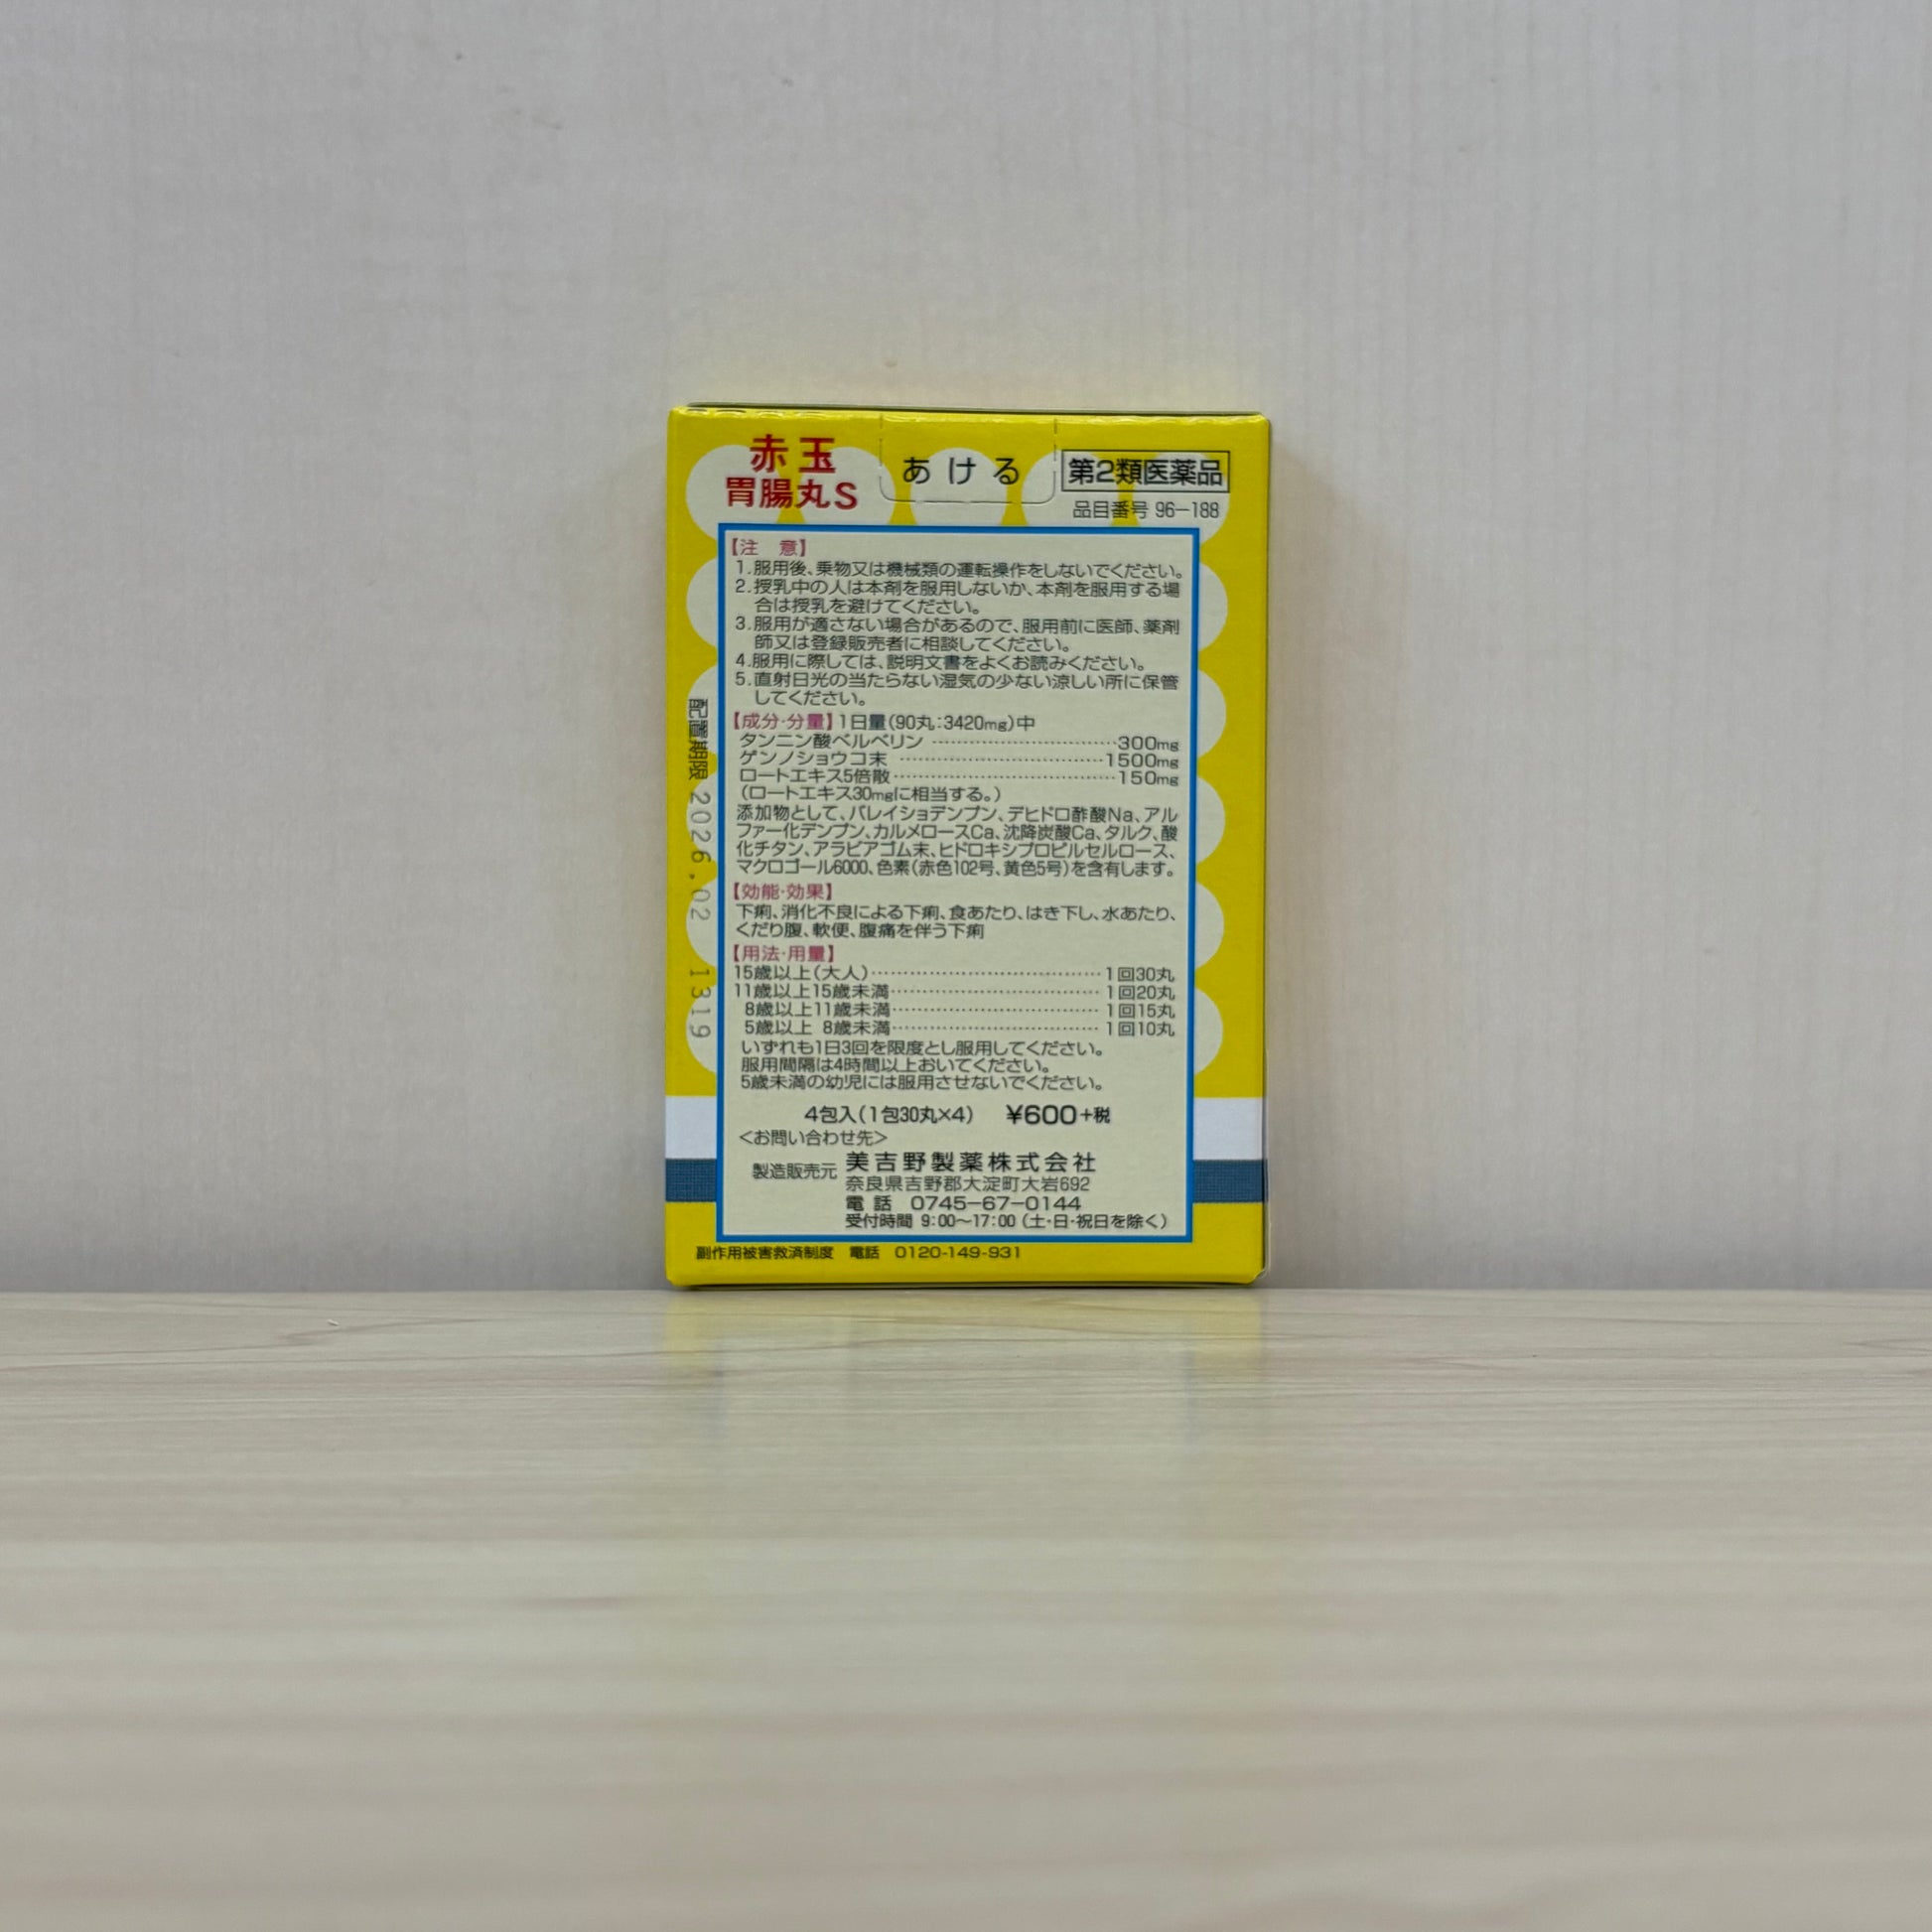 赤玉
胃腸丸S
あける
第2類医薬品
品目番号 96-188
【注 意】
1.服用後、乗物又は機械類の運転操作をしないでください。
2.授乳中の人は本剤を服用しないか、本剤を服用する場
合は授乳を避けてください。
3.服用が適さない場合があるので、服用前に医師、薬剤
師又は登録販売者に相談してください。
4.服用に際しては、説明文書をよくお読みください。
5.直射日光の当たらない湿気の少ない涼しい所に保管
してください。
【成分·分量】1日量(90丸:3420mg)中
タンニン酸ベルベリン ………………………300mg
ゲンノショウコ末 ………………………1500mg
ロートエキス5倍散………………………150mg
(ロートエキス30mgに相当する。)
添加物として、バレイショデンプン、デヒドロ酢酸Na、アル
ファー化デンプン、カルメロースCa、沈降炭酸Ca、タルク、酸
化チタン、アラビアゴム末、ヒドロキシプロピルセルロース、
マクロゴール6000、色素(赤色102号、黄色5号)を含有します。
【効能·効果】
下痢、消化不良による下痢、食あたり、はき下し、水あたり、
くだり腹、軟便、腹痛を伴う下痢
【用法·用量】
15歳以上(大人)………………………1回30丸
11歳以上15歳未満………………………1回20丸
8歳以上11歳未満………………………1回15丸
5歳以上 8歳未満………………………1回10丸
いずれも1日3回を限度とし服用してください。
服用間隔は4時間以上おいてください。
5歳未満の幼児には服用させないでください。
4包入(1包30丸×4) ¥600+税
<お問い合わせ先>
製造販売元 美吉野製薬株式会社
奈良県吉野郡大淀町大岩692
電話 0745-67-0144
受付時間 9:00〜17:00(土·日·祝日を除く)
副作用被害救済制度 電話 0120-149-931
配置期限 2026.02 1319